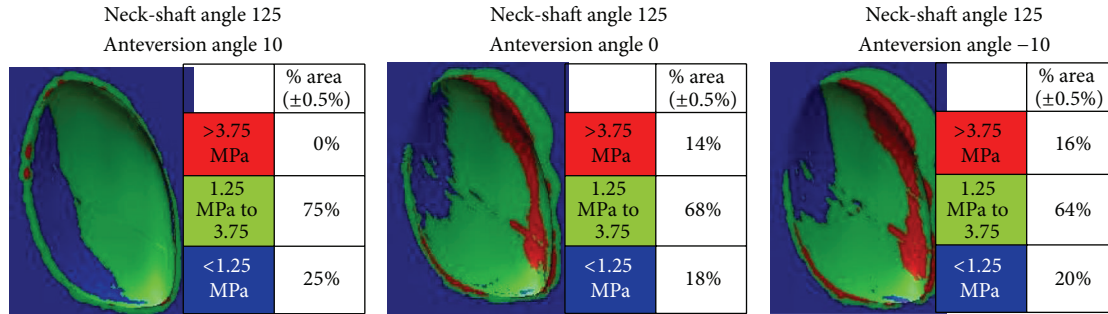 Neck-shaft angle 125
Anteversion angle 10
% area
(±0.5%)
>3.75
MPa
0%
1.25
MPa to
3.75
75%
<1.25
MPa
25%
Neck-shaft angle 125
Anteversion angle 0
% area
(±0.5%)
>3.75
MPa
14%
1.25
MPa to
3.75
68%
<1.25
MPa
18%
Neck-shaft angle 125
Anteversion angle −10
% area
(±0.5%)
>3.75
MPa
16%
1.25
MPa to
3.75
64%
<1.25
MPa
20%